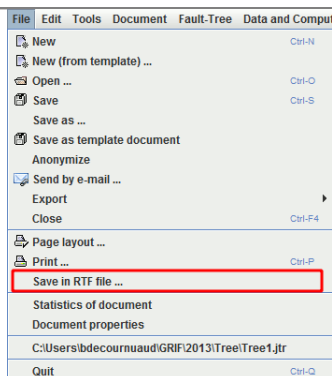 File Edit Tools Document Fault-Tree Data and Comput
New Ctrl-N
New (from template) ...
Open ... Ctrl-O
Save Ctrl-S
Save as ...
Save as template document
Anonymize
Send by e-mail ...
Export
Close Ctrl-F4
Page layout ...
Print ... Ctrl-P
Save in RTF file ...
Statistics of document
Document properties
C:\Users\bdecournuaud\GRIF\2013\Tree\Tree1.jtr
Quit Ctrl-Q